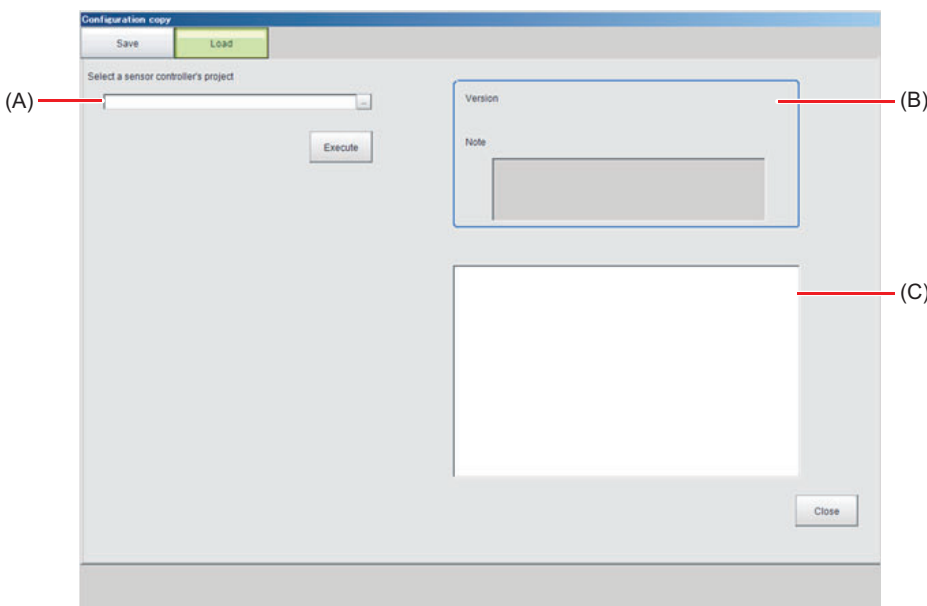 Configuration copy
Save
Load
Select a sensor controller's project
(A)
...
Execute
Version
(B)
Note
(C)
Close